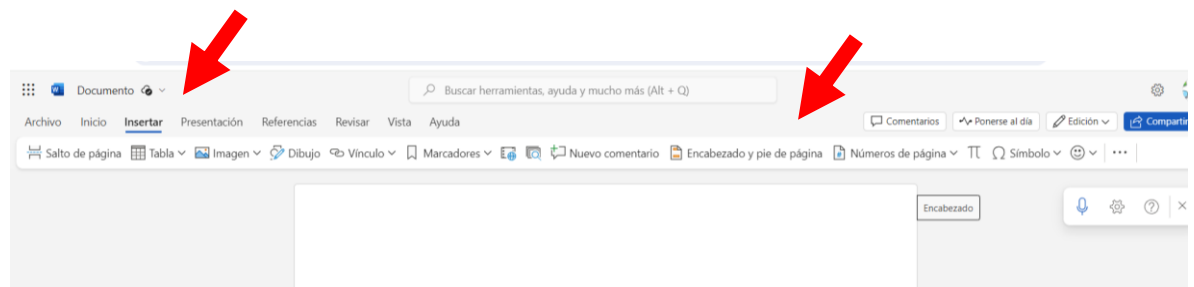 Documento
Buscar herramientas, ayuda y mucho más (Alt + Q)
Archivo Inicio Insertar Presentación Referencias Revisar Vista Ayuda Comentarios Ponerse al día Edición Compartir
Salto de página Tabla Imagen Dibujo Vínculo Marcadores Nuevo comentario Encabezado y pie de página Números de página Símbolo
Encabezado